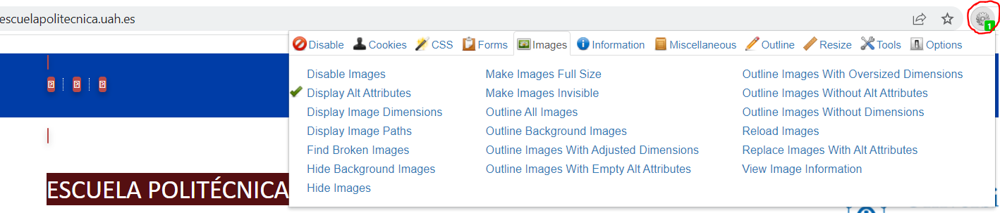 escuelapolitecnica.uah.es
1
Disable Cookies CSS Forms Images Information Miscellaneous Outline Resize Tools Options
Disable Images Make Images Full Size Outline Images With Oversized Dimensions
Display Alt Attributes Make Images Invisible Outline Images Without Alt Attributes
Display Image Dimensions Outline All Images Outline Images Without Dimensions
Display Image Paths Outline Background Images Reload Images
Find Broken Images Outline Images With Adjusted Dimensions Replace Images With Alt Attributes
Hide Background Images Outline Images With Empty Alt Attributes View Image Information
Hide Images
ESCUELA POLITÉCNICA